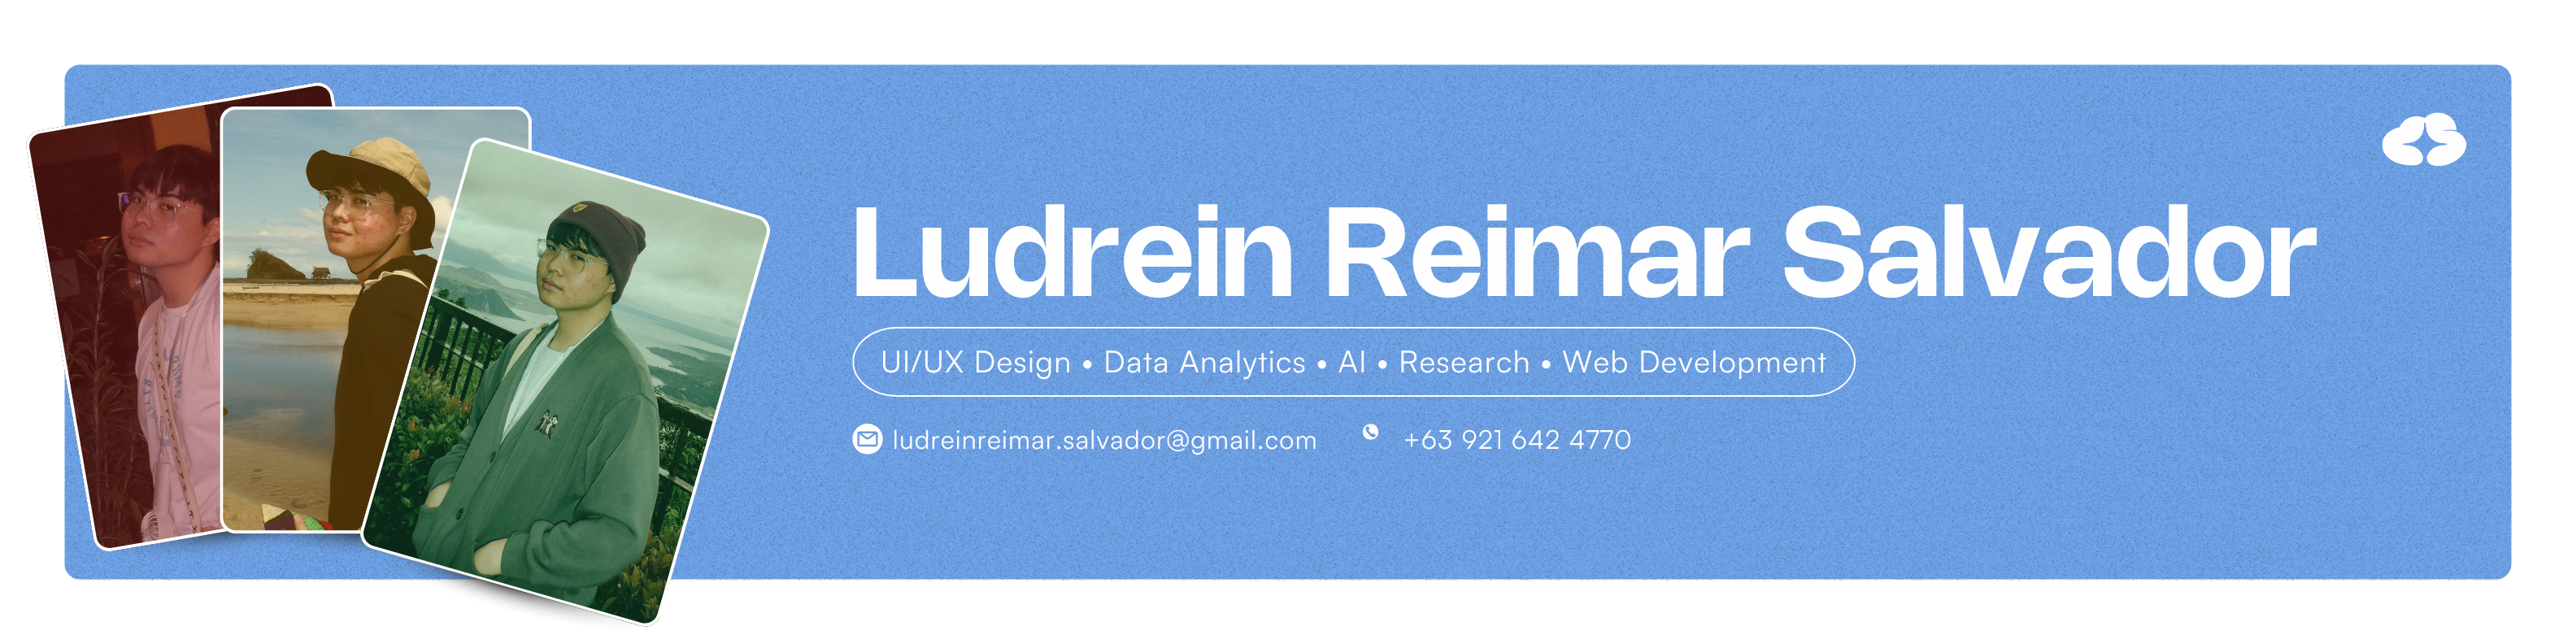 Ludrein Reimar Salvador
UI/UX Design • Data Analytics • AI • Research • Web Development
ludreinreimar.salvador@gmail.com +63 921 642 4770